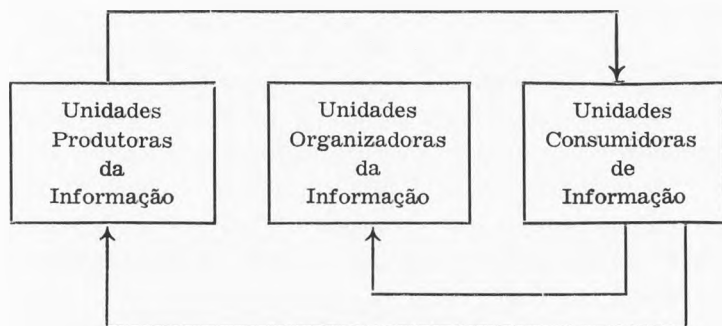 Unidades
Produtoras
da
Informação
Unidades
Organizadoras
da
Informação
Unidades
Consumidoras
de
Informação